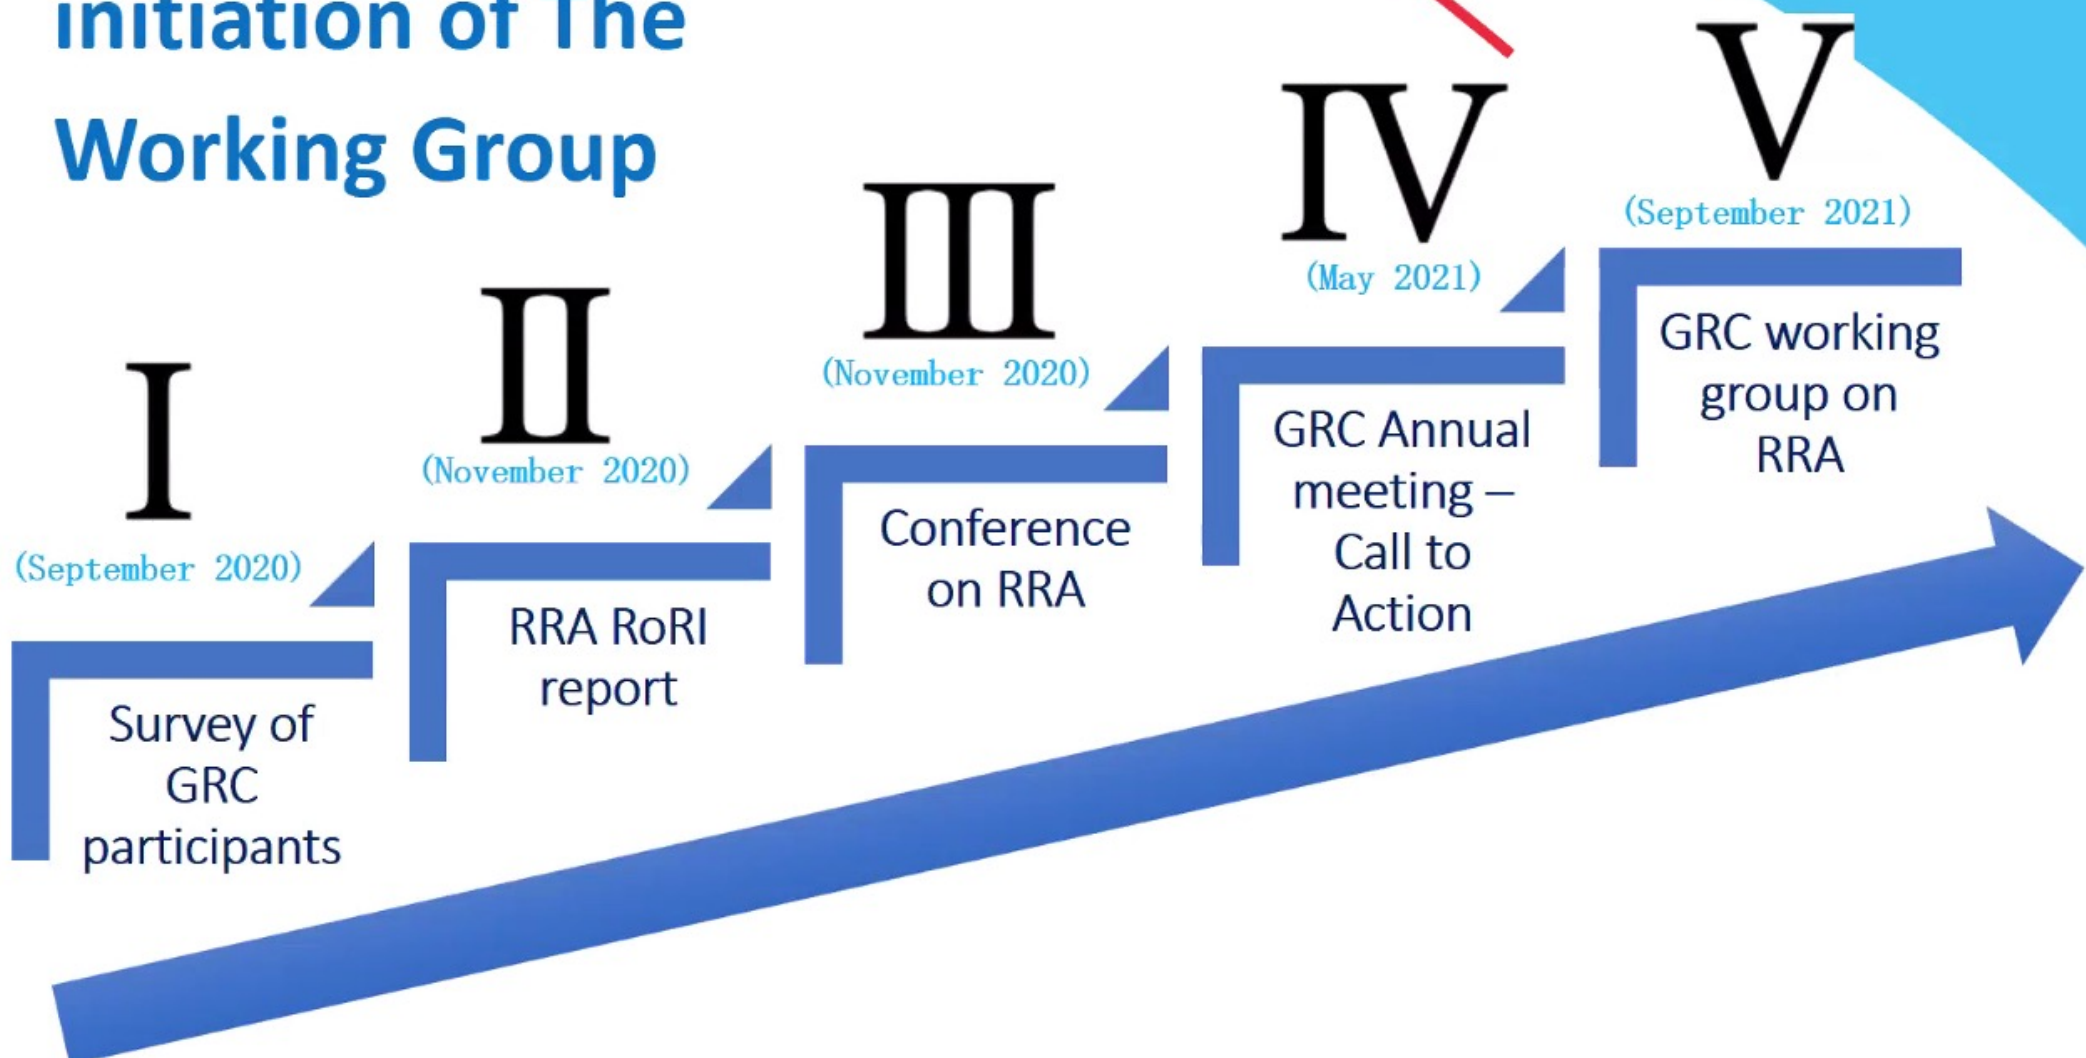 initiation of The
Working Group
I
(September 2020)
Survey of
GRC
participants
II
(November 2020)
RRA RoRI
report
III
(November 2020)
Conference
on RRA
IV
(May 2021)
GRC Annual
meeting –
Call to
Action
V
(September 2021)
GRC working
group on
RRA